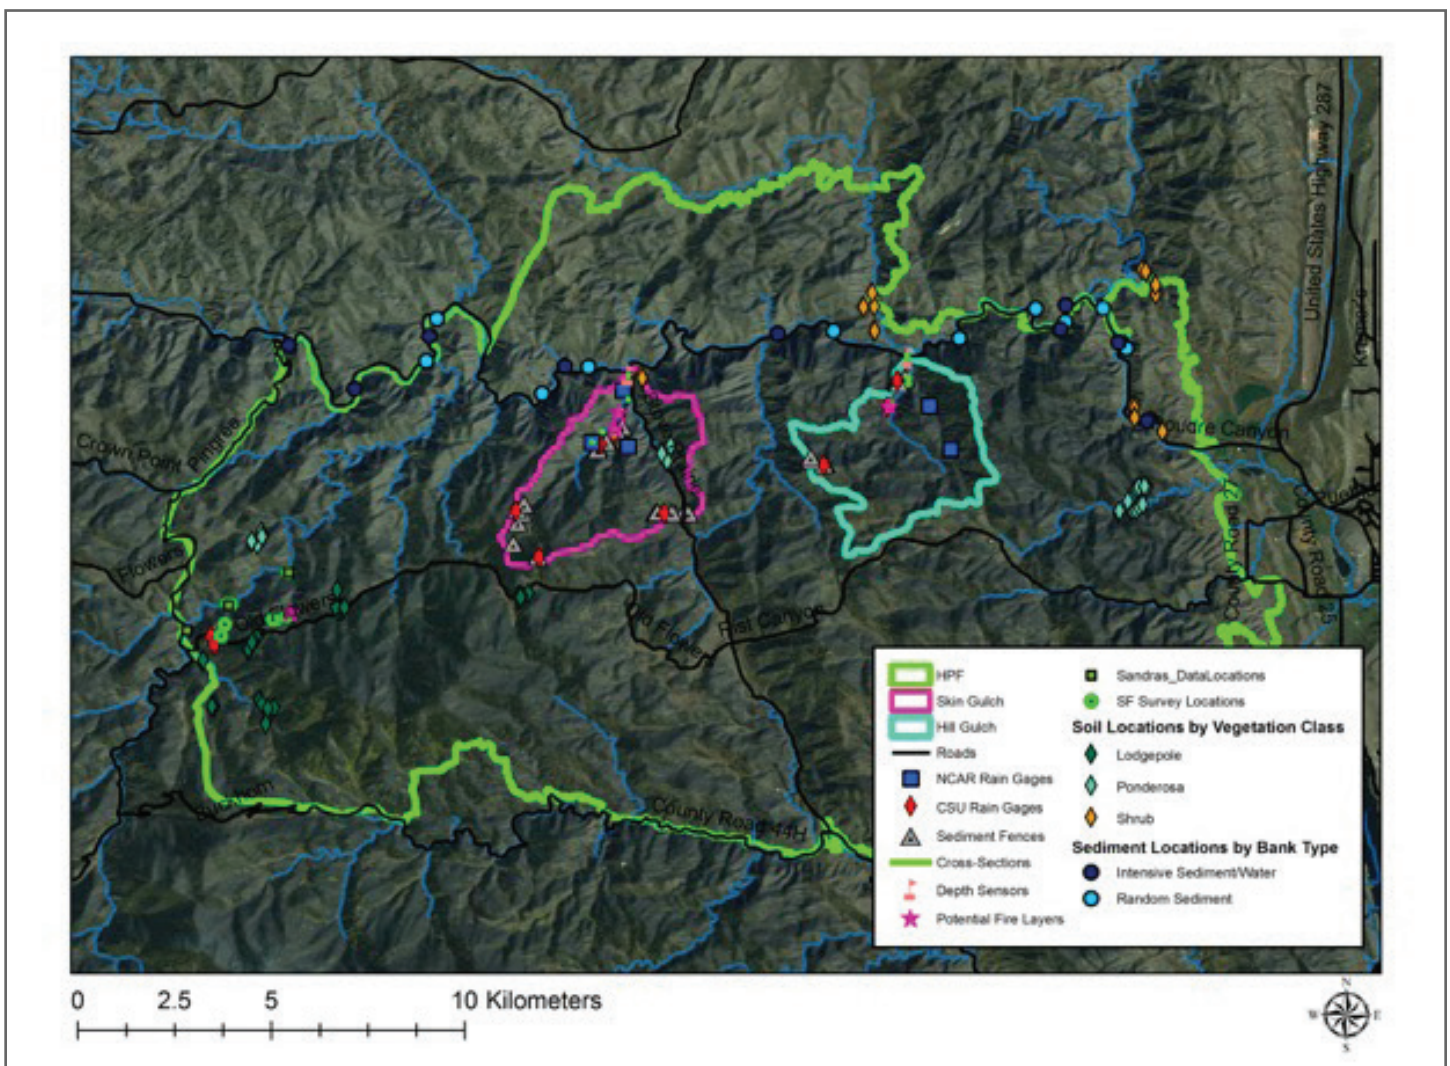 United States Highway 287
Crown Point
Pingree
Flowers
Old Flowers
Old Flowers
Rist Canyon
Buckhorn
County Road 44H
County Road 27
HPF
Skin Gulch
Hill Gulch
Roads
NCAR Rain Gages
CSU Rain Gages
Sediment Fences
Cross-Sections
Depth Sensors
Potential Fire Layers
Sandras_DataLocations
SF Survey Locations
Soil Locations by Vegetation Class
Lodgepole
Ponderosa
Shrub
Sediment Locations by Bank Type
Intensive Sediment/Water
Random Sediment
0 2.5 5 10 Kilometers
N
W E
S